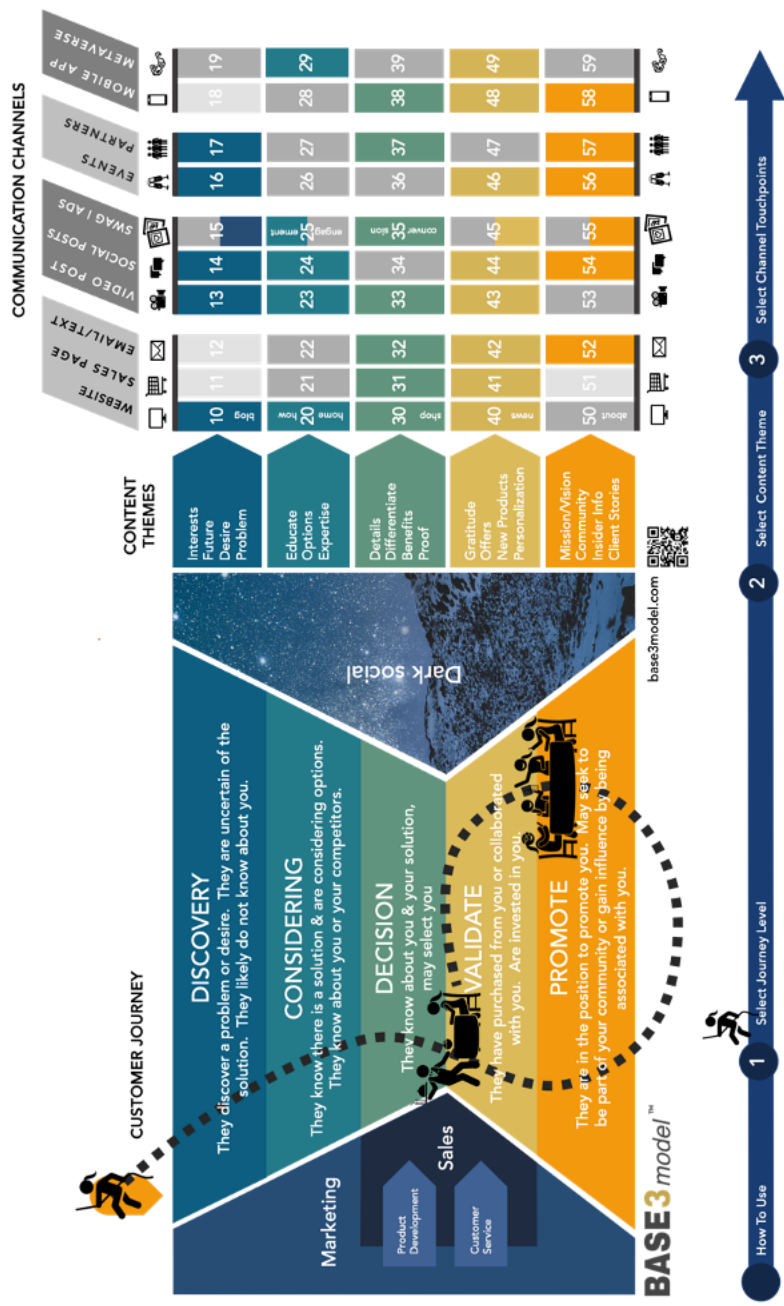 CUSTOMER JOURNEY
Marketing
Sales
Product
Development
Customer
Service
DISCOVERY
They discover a problem or desire. They are uncertain of the
solution. They likely do not know about you.
CONSIDERING
They know there is a solution & are considering options.
They know about you or your competitors.
DECISION
They know about you & your solution,
may select you
VALIDATE
They have purchased from you or collaborated
with you. Are invested in you.
PROMOTE
They are in the position to promote you. May seek to
be part of your community or gain influence by being
associated with you.
Dark social
BASE3model™
base3model.com
CONTENT
THEMES
Interests
Future
Desire
Problem
Educate
Options
Expertise
Details
Differentiate
Benefits
Proof
Gratitude
Offers
New Products
Personalization
Mission/Vision
Community
Insider Info
Client Stories
COMMUNICATION CHANNELS
WEBSITE
SALES PAGE
EMAIL/TEXT
VIDEO POST
SOCIAL POSTS
SWAG | ADS
EVENTS
PARTNERS
MOBILE APP
METAVERSE
10 blog 11 12 13 14 15 16 17 18 19
home 20 how 21 22 23 24 engag 25 ement 26 27 28 29
30 shop 31 32 33 34 conver 35 sion 36 37 38 39
40 news 41 42 43 44 45 46 47 48 49
50 about 51 52 53 54 55 56 57 58 59
How To Use
1
Select Journey Level
2
Select Content Theme
3
Select Channel Touchpoints